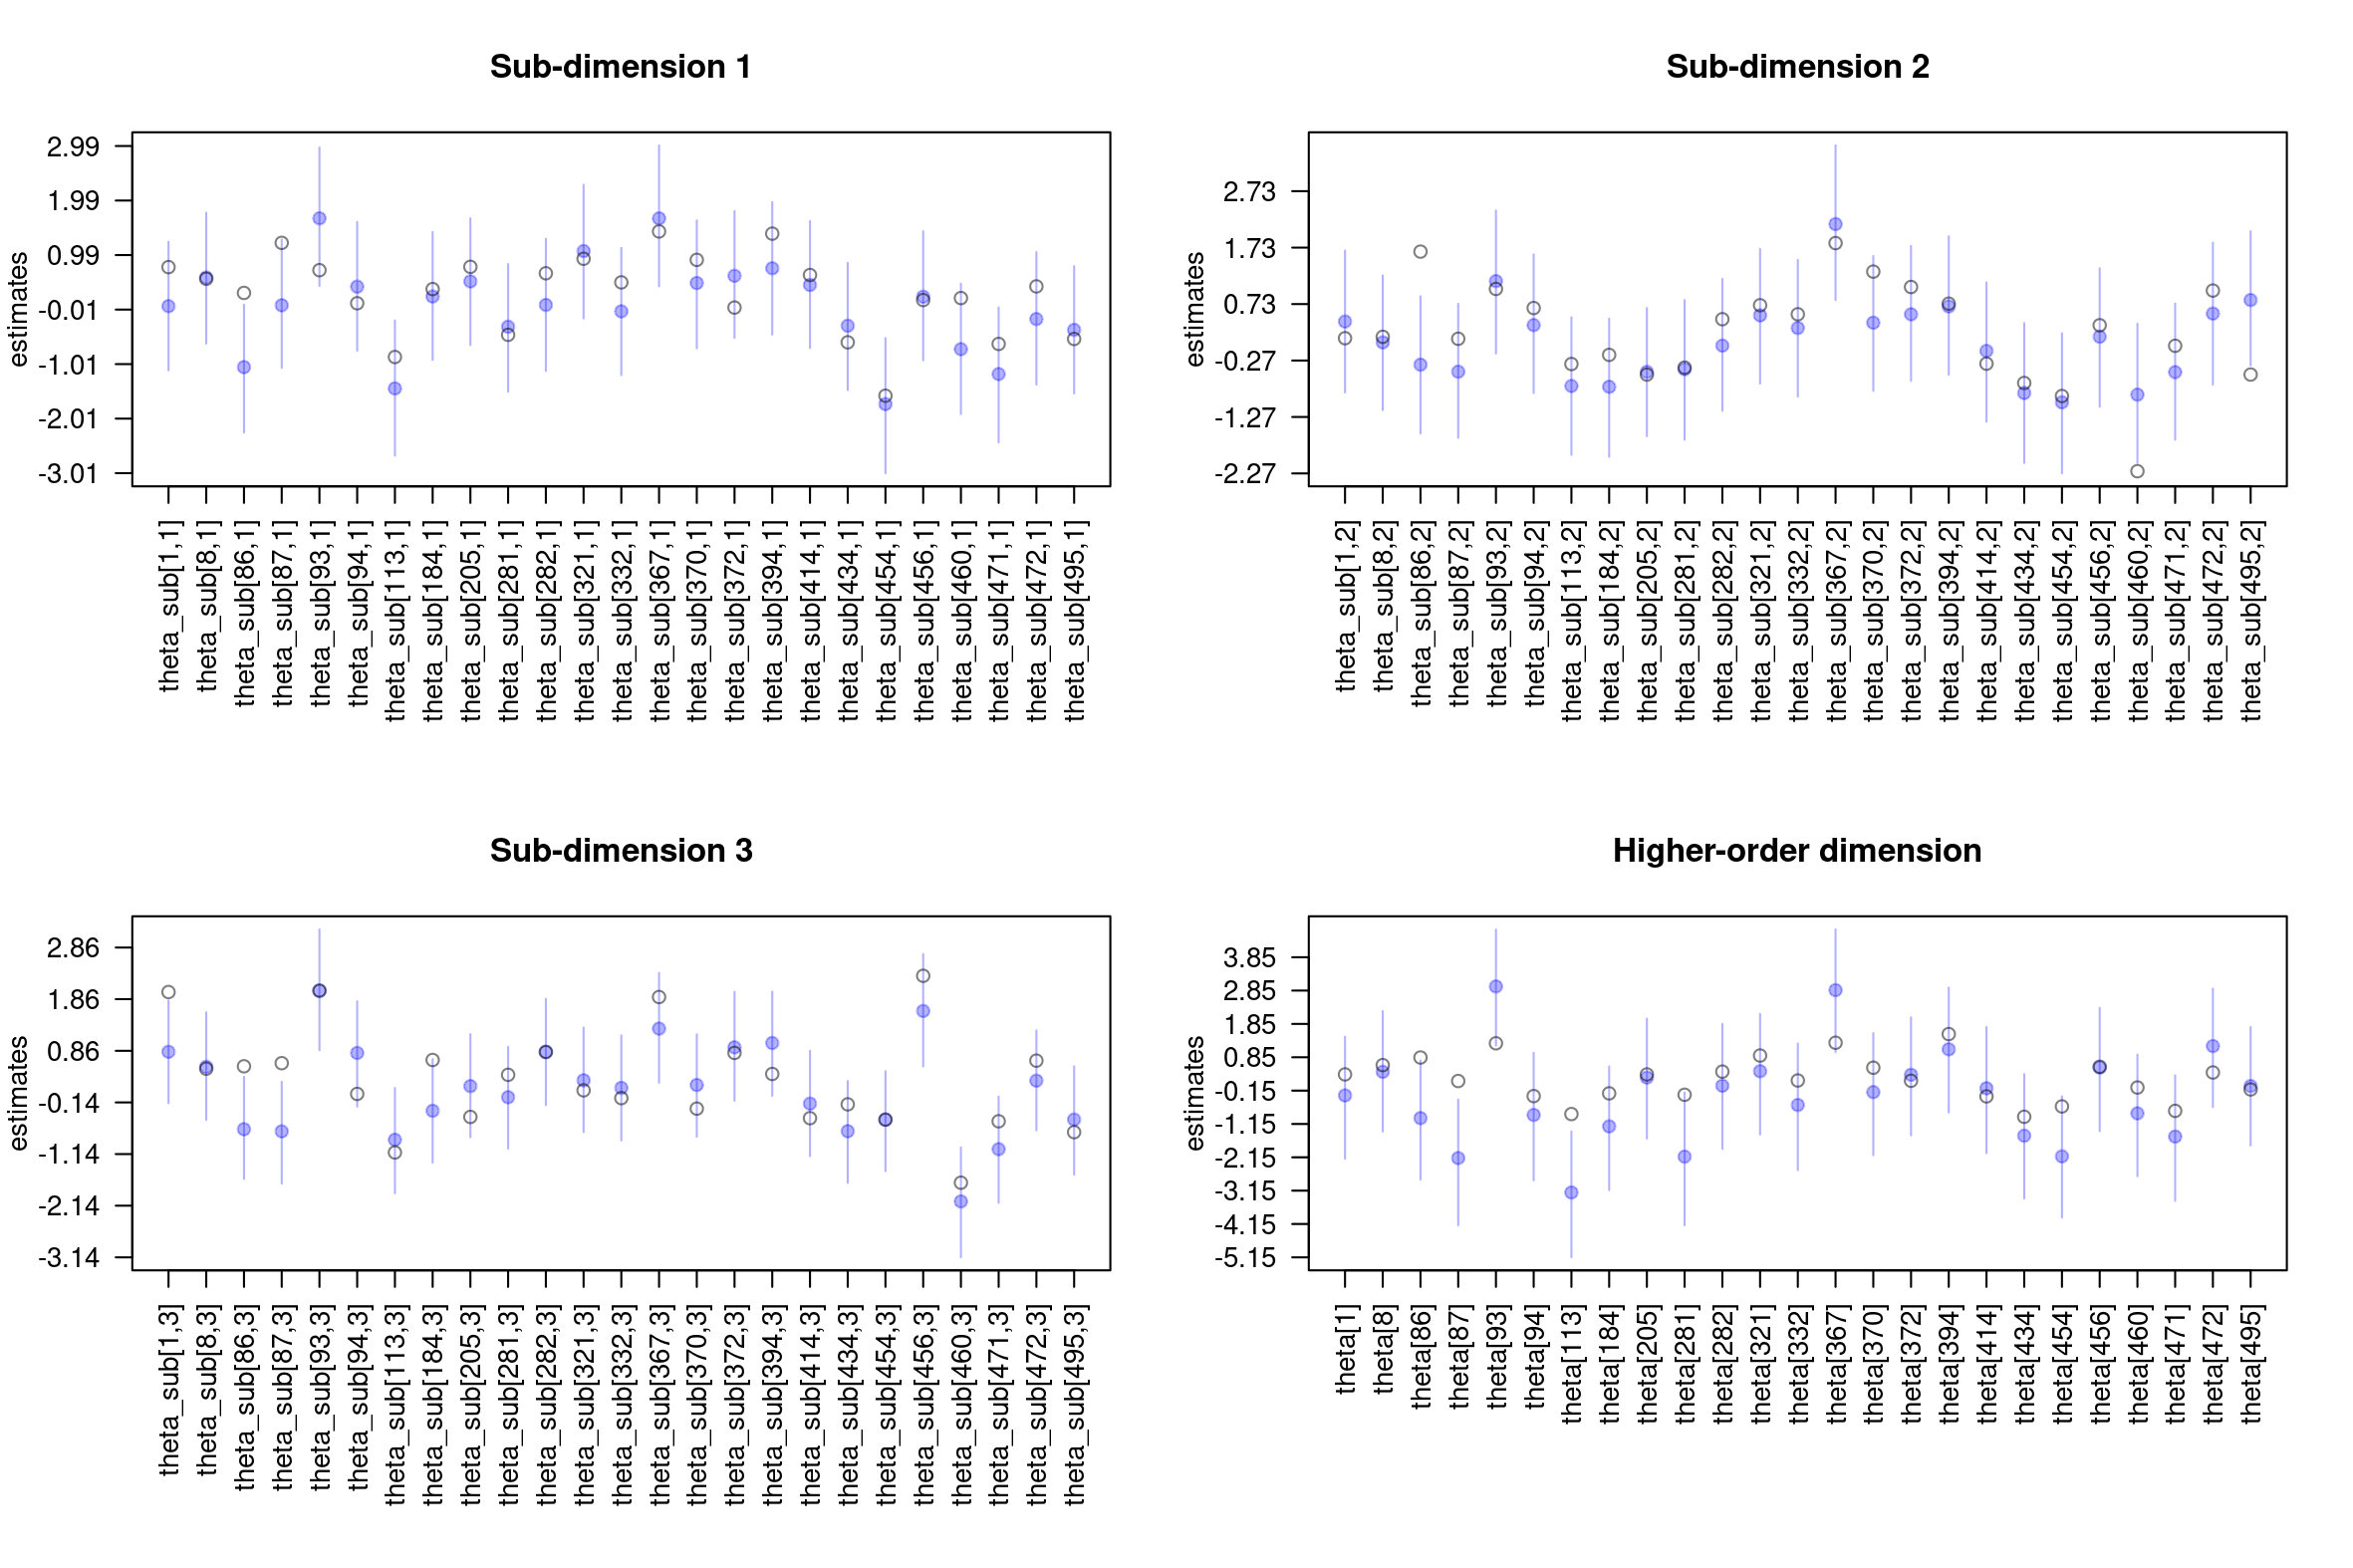 Sub-dimension 1
estimates
2.99
1.99
0.99
-0.01
-1.01
-2.01
-3.01
theta_sub[1,1]
theta_sub[8,1]
theta_sub[86,1]
theta_sub[87,1]
theta_sub[93,1]
theta_sub[94,1]
theta_sub[113,1]
theta_sub[184,1]
theta_sub[205,1]
theta_sub[281,1]
theta_sub[282,1]
theta_sub[321,1]
theta_sub[332,1]
theta_sub[367,1]
theta_sub[370,1]
theta_sub[372,1]
theta_sub[394,1]
theta_sub[414,1]
theta_sub[434,1]
theta_sub[454,1]
theta_sub[456,1]
theta_sub[460,1]
theta_sub[471,1]
theta_sub[472,1]
theta_sub[495,1]
Sub-dimension 2
estimates
2.73
1.73
0.73
-0.27
-1.27
-2.27
theta_sub[1,2]
theta_sub[8,2]
theta_sub[86,2]
theta_sub[87,2]
theta_sub[93,2]
theta_sub[94,2]
theta_sub[113,2]
theta_sub[184,2]
theta_sub[205,2]
theta_sub[281,2]
theta_sub[282,2]
theta_sub[321,2]
theta_sub[332,2]
theta_sub[367,2]
theta_sub[370,2]
theta_sub[372,2]
theta_sub[394,2]
theta_sub[414,2]
theta_sub[434,2]
theta_sub[454,2]
theta_sub[456,2]
theta_sub[460,2]
theta_sub[471,2]
theta_sub[472,2]
theta_sub[495,2]
Sub-dimension 3
estimates
2.86
1.86
0.86
-0.14
-1.14
-2.14
-3.14
theta_sub[1,3]
theta_sub[8,3]
theta_sub[86,3]
theta_sub[87,3]
theta_sub[93,3]
theta_sub[94,3]
theta_sub[113,3]
theta_sub[184,3]
theta_sub[205,3]
theta_sub[281,3]
theta_sub[282,3]
theta_sub[321,3]
theta_sub[332,3]
theta_sub[367,3]
theta_sub[370,3]
theta_sub[372,3]
theta_sub[394,3]
theta_sub[414,3]
theta_sub[434,3]
theta_sub[454,3]
theta_sub[456,3]
theta_sub[460,3]
theta_sub[471,3]
theta_sub[472,3]
theta_sub[495,3]
Higher-order dimension
estimates
3.85
2.85
1.85
0.85
-0.15
-1.15
-2.15
-3.15
-4.15
-5.15
theta[1]
theta[8]
theta[86]
theta[87]
theta[93]
theta[94]
theta[113]
theta[184]
theta[205]
theta[281]
theta[282]
theta[321]
theta[332]
theta[367]
theta[370]
theta[372]
theta[394]
theta[414]
theta[434]
theta[454]
theta[456]
theta[460]
theta[471]
theta[472]
theta[495]